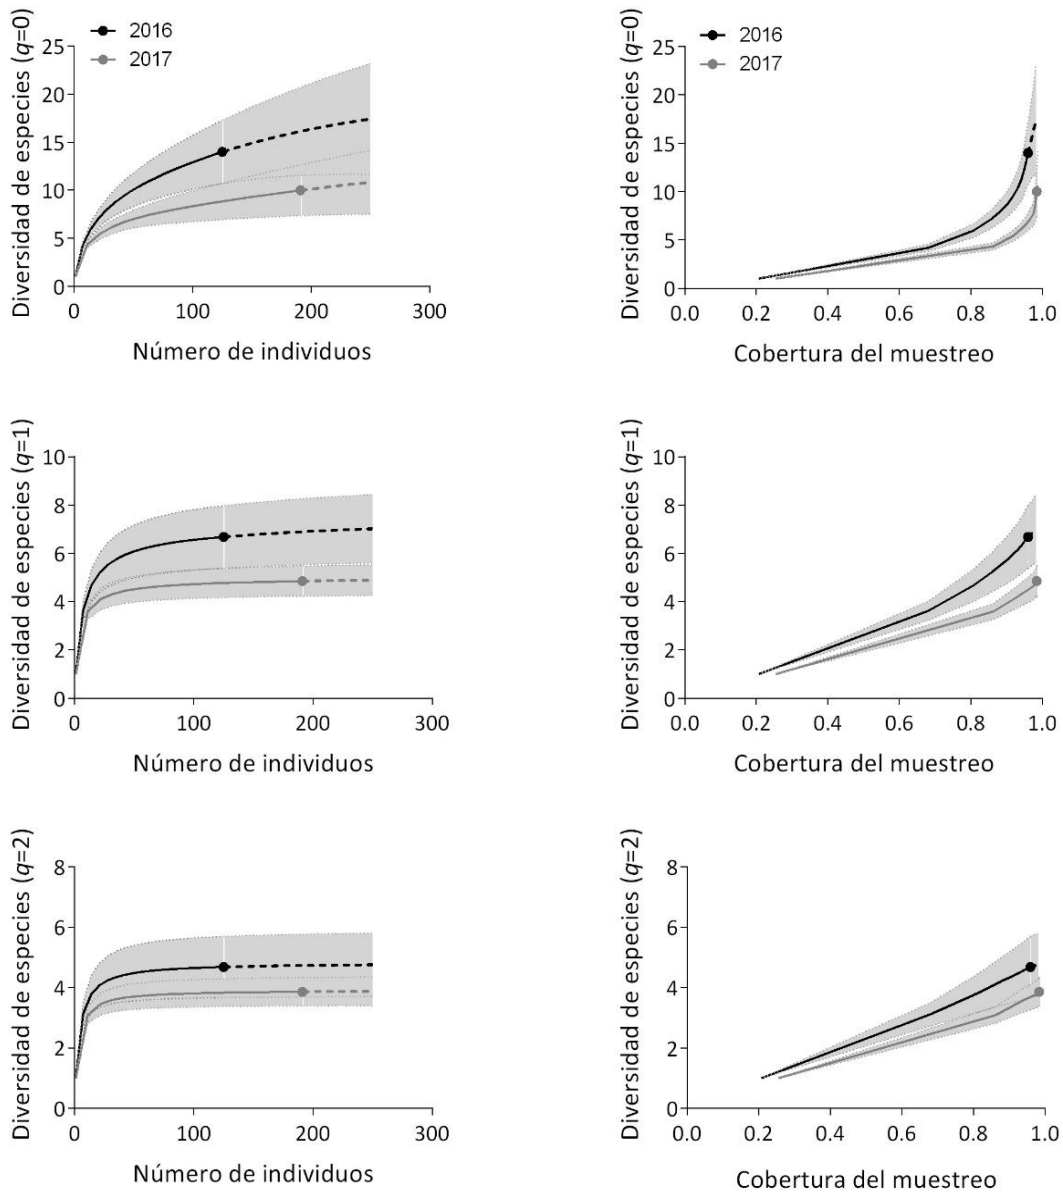 2016
2017
Diversidad de especies (q=0)
25
20
15
10
5
0
0 100 200 300
Número de individuos
2016
2017
Diversidad de especies (q=0)
25
20
15
10
5
0
0.0 0.2 0.4 0.6 0.8 1.0
Cobertura del muestreo
Diversidad de especies (q=1)
10
8
6
4
2
0
0 100 200 300
Número de individuos
Diversidad de especies (q=1)
10
8
6
4
2
0
0.0 0.2 0.4 0.6 0.8 1.0
Cobertura del muestreo
Diversidad de especies (q=2)
8
6
4
2
0
0 100 200 300
Número de individuos
Diversidad de especies (q=2)
8
6
4
2
0
0.0 0.2 0.4 0.6 0.8 1.0
Cobertura del muestreo